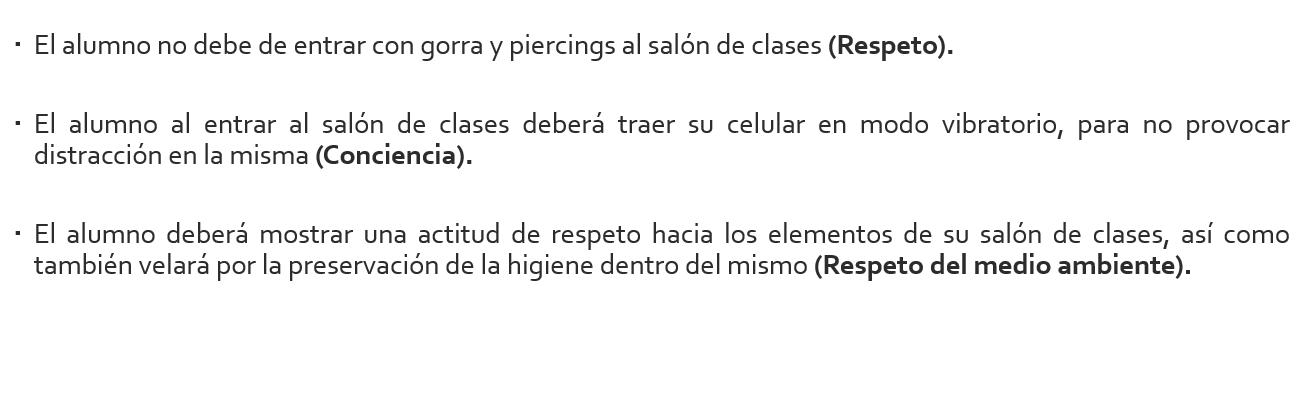 ▪ El alumno no debe de entrar con gorra y piercings al salón de clases (Respeto).
▪ El alumno al entrar al salón de clases deberá traer su celular en modo vibratorio, para no provocar
distracción en la misma (Conciencia).
▪ El alumno deberá mostrar una actitud de respeto hacia los elementos de su salón de clases, así como
también velará por la preservación de la higiene dentro del mismo (Respeto del medio ambiente).